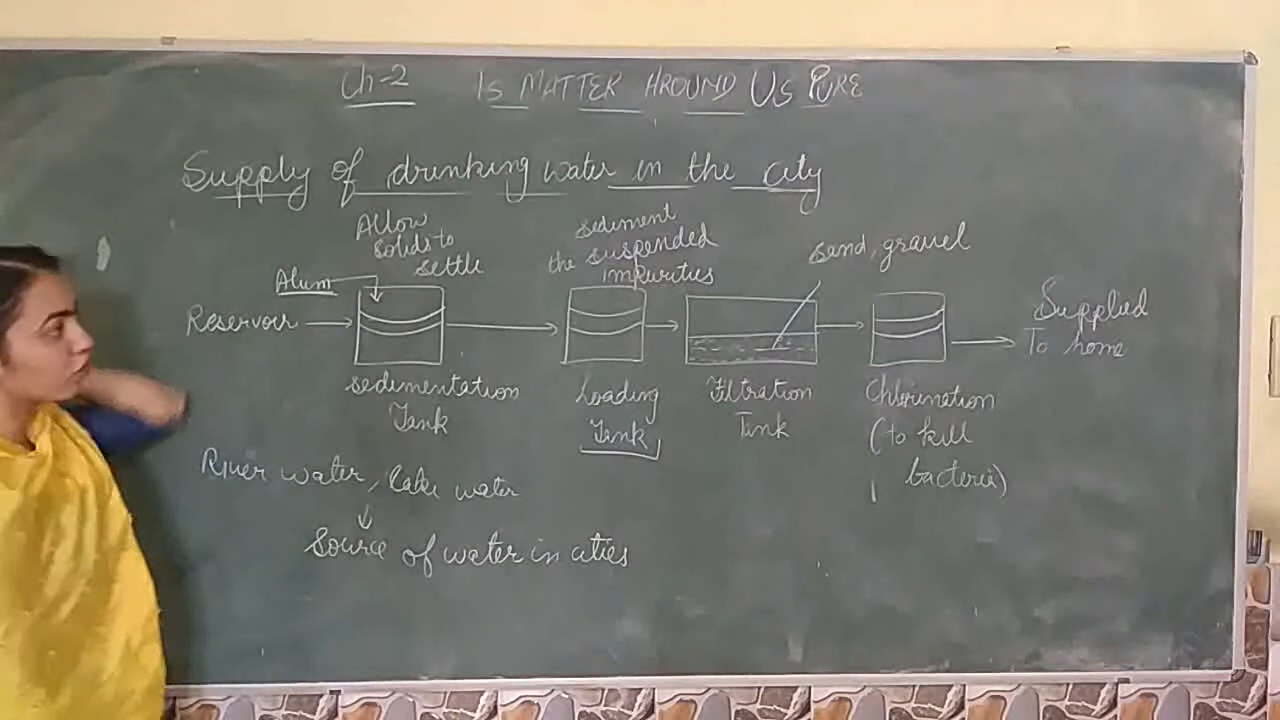 Ch-2 IS MATTER AROUND US PURE
Supply of drinking water in the city
Allow
solids to
settle
sediment
the suspended
impurities
sand, gravel
Alum
Reservoir
Supplied
To home
sedimentation
Tank
Loading
Tank
Filtration
Tank
Chlorination
(to kill
bacteria)
River water, lake water
Source of water in cities